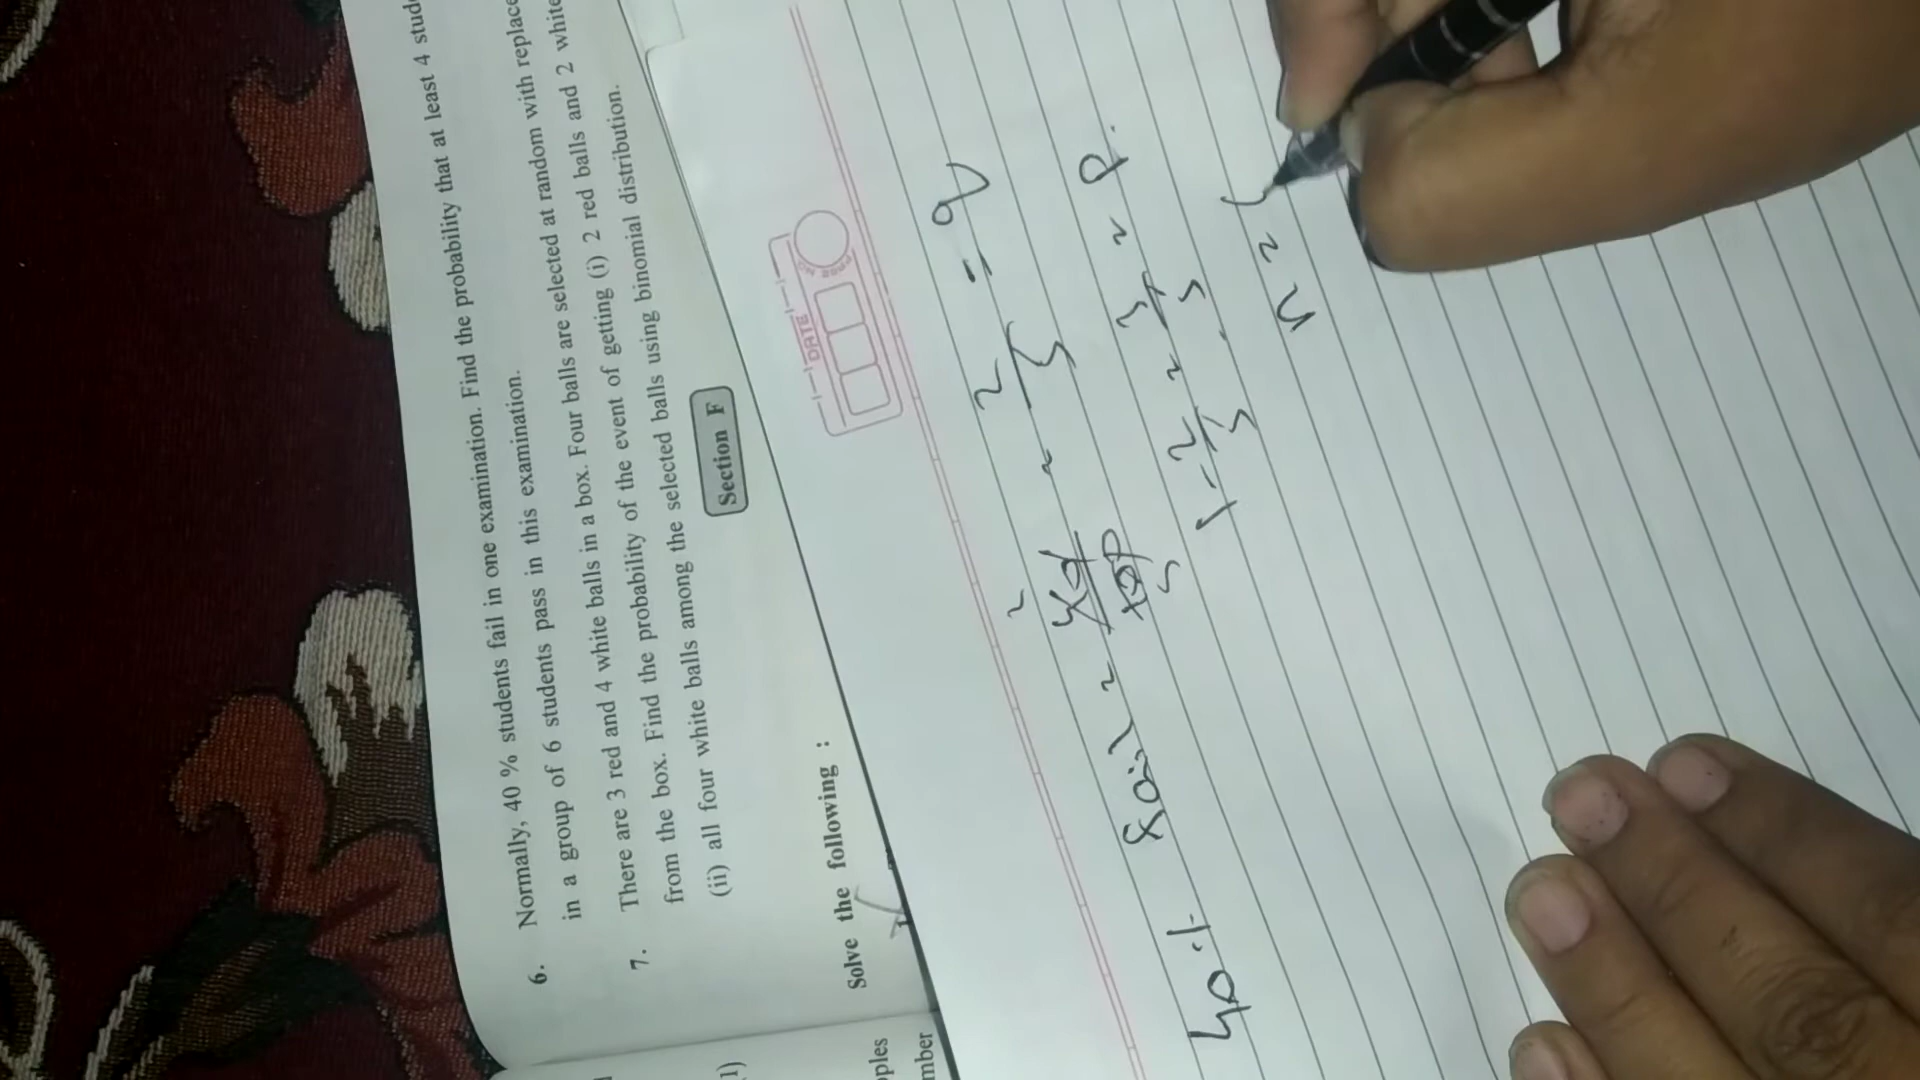 6. Normally, 40 % students fail in one examination. Find the probability that at least 4
in a group of 6 students pass in this examination.
7. There are 3 red and 4 white balls in a box. Four balls are selected at random with
from the box. Find the probability of the event of getting (i) 2 red balls and 2
(ii) all four white balls among the selected balls using binomial distribution.
Section F
Solve the following :
DATE
40 % fail = 40/100 = 2/5 = q
2
5
1 - 2/5 = 3/5 = p.
n =